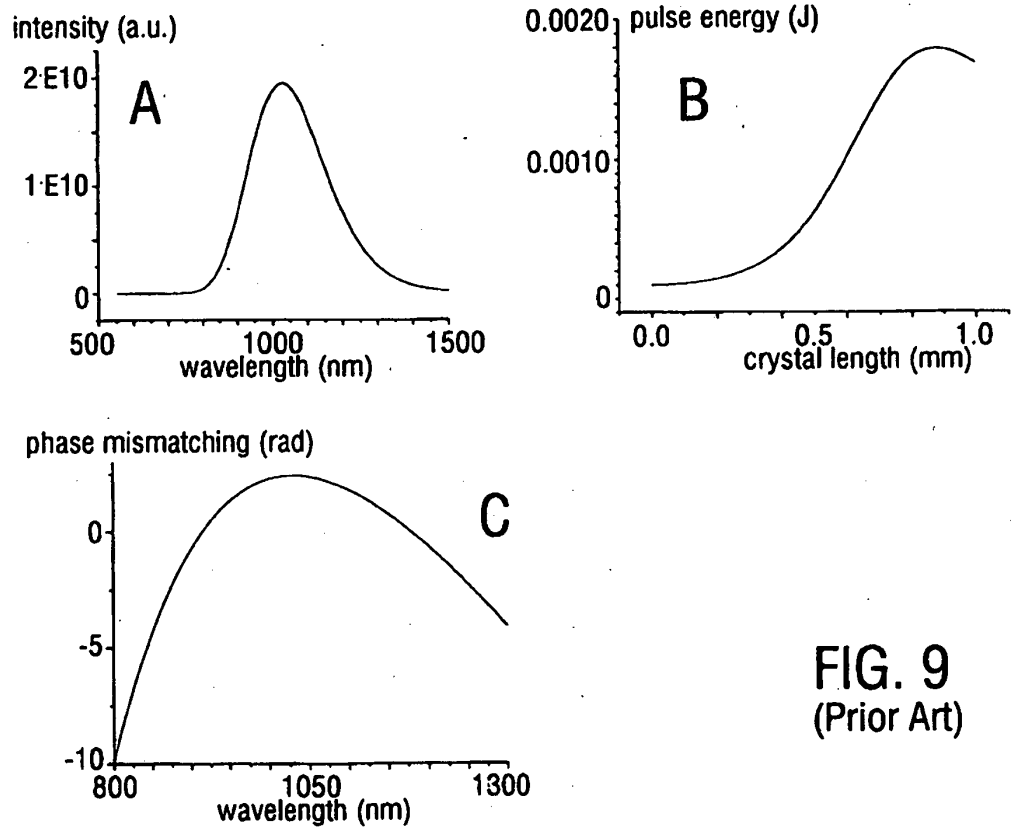 intensity (a.u.)
2·E10
1·E10
0
A
500
1000
1500
wavelength (nm)
pulse energy (J)
0.0020
0.0010
0
B
0.0
0.5
1.0
crystal length (mm)
phase mismatching (rad)
0
-5
-10
C
800
1050
1300
wavelength (nm)
FIG. 9
(Prior Art)